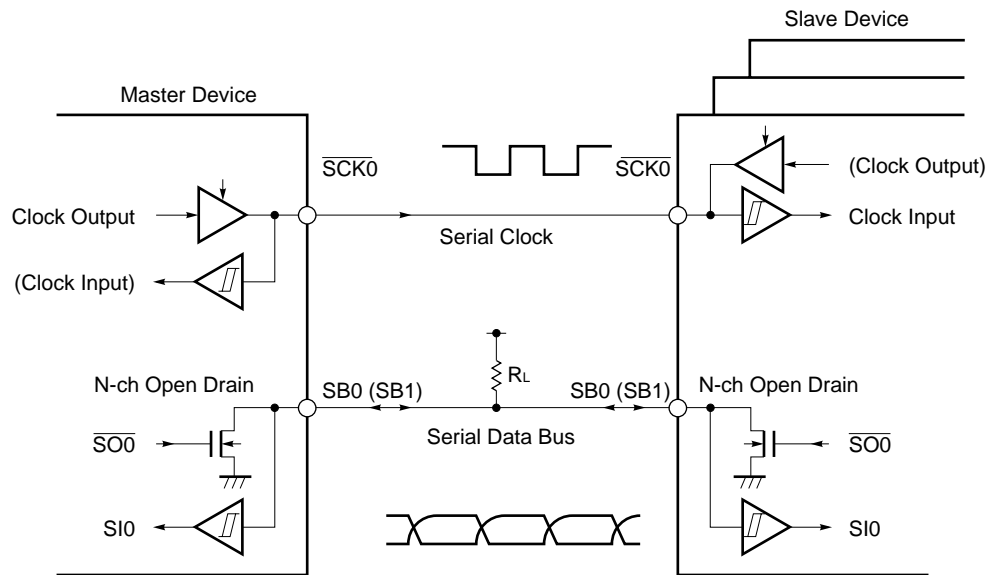 Slave Device
Master Device
SCK0
SCK0
(Clock Output)
Clock Output
Serial Clock
Clock Input
(Clock Input)
RL
N-ch Open Drain
SB0 (SB1)
SB0 (SB1)
N-ch Open Drain
SO0
Serial Data Bus
SO0
SI0
SI0